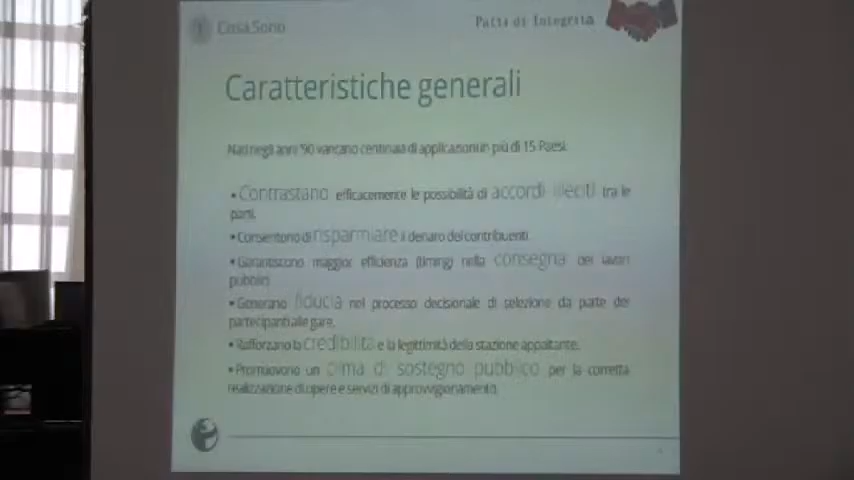 Cosa Sono
Patti di Integrità
Caratteristiche generali
Nati negli anni '90 vantano centinaia di applicazioni in più di 15 Paesi.
• Contrastano efficacemente le possibilità di accordi illeciti tra le
parti.
• Consentono di risparmiare il denaro dei contribuenti
• Garantiscono maggior efficienza (timing) nella consegna dei lavori
pubblici
• Generano fiducia nel processo decisionale di selezione da parte dei
partecipanti alle gare.
• Rafforzano la credibilità e la legittimità della stazione appaltante.
• Promuovono un clima di sostegno pubblico per la corretta
realizzazione di opere e servizi di approvvigionamento.